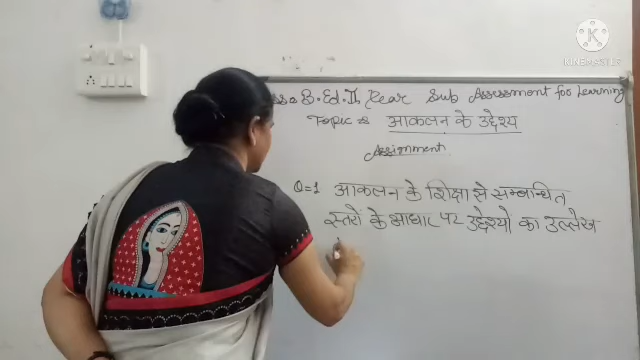 KINEMASTER
B.Ed. II Year Sub Assessment for Learning
Topic आकलन के उद्देश्य
Assignment
Q=1 आकलन के शिक्षा से सम्बन्धित
स्तरों के आधार पर उद्देश्यों का उल्लेख